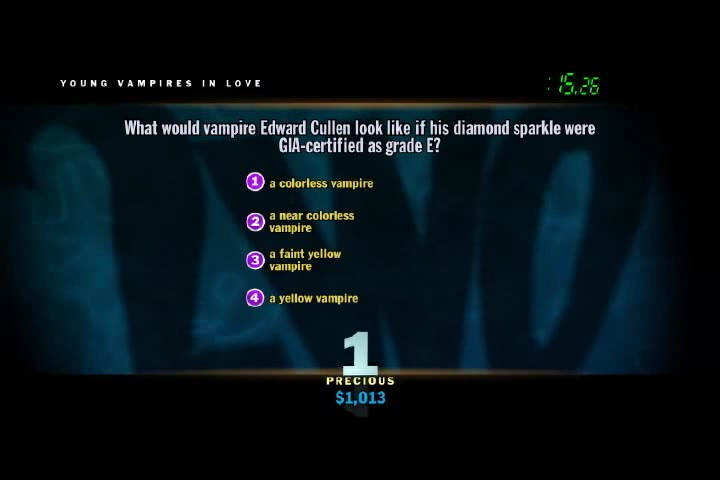 YOUNG VAMPIRES IN LOVE
:15.26
What would vampire Edward Cullen look like if his diamond sparkle were
GIA-certified as grade E?
1 a colorless vampire
2 a near colorless
vampire
3 a faint yellow
vampire
4 a yellow vampire
1
PRECIOUS
$1,013